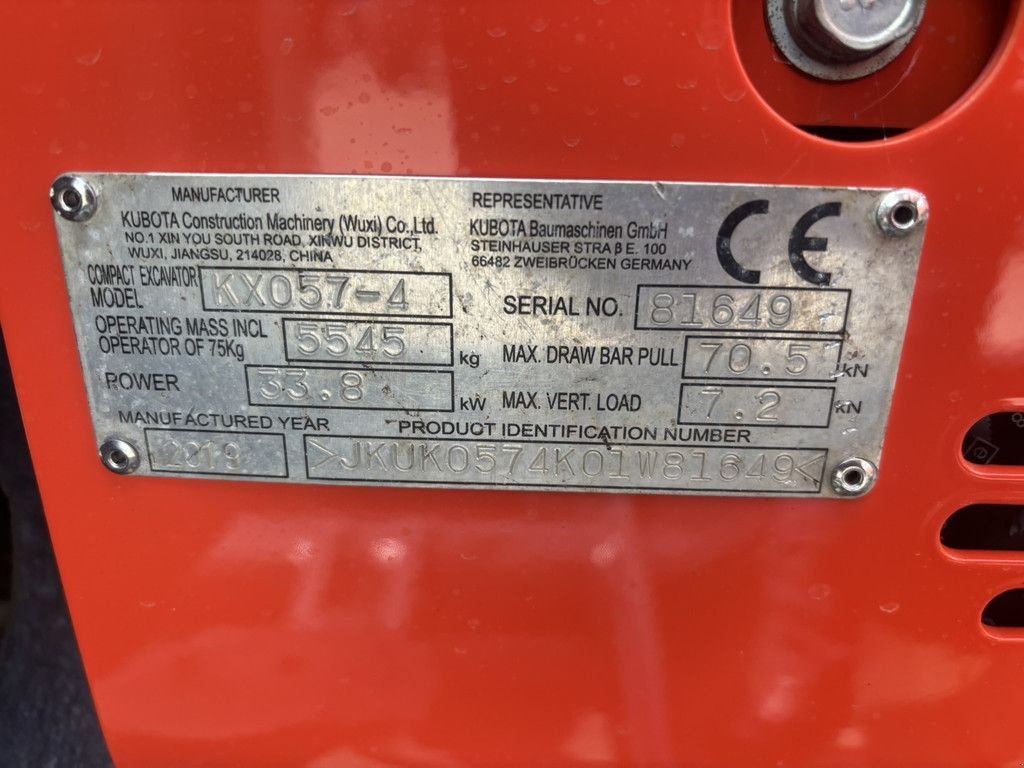 MANUFACTURER
KUBOTA Construction Machinery (Wuxi) Co.,Ltd.
NO.1 XIN YOU SOUTH ROAD, XINWU DISTRICT,
WUXI, JIANGSU, 214028, CHINA
REPRESENTATIVE
KUBOTA Baumaschinen GmbH
STEINHAUSER STRA β E. 100
66482 ZWEIBRÜCKEN GERMANY
CE
COMPACT EXCAVATOR
MODEL KX057-4
SERIAL NO. 81649
OPERATING MASS INCL
OPERATOR OF 75Kg 5545 kg
MAX. DRAW BAR PULL 70.5 kN
POWER 33.8 kW
MAX. VERT. LOAD 7.2 kN
MANUFACTURED YEAR
2019
PRODUCT IDENTIFICATION NUMBER
>JKUK0574K01W81649<